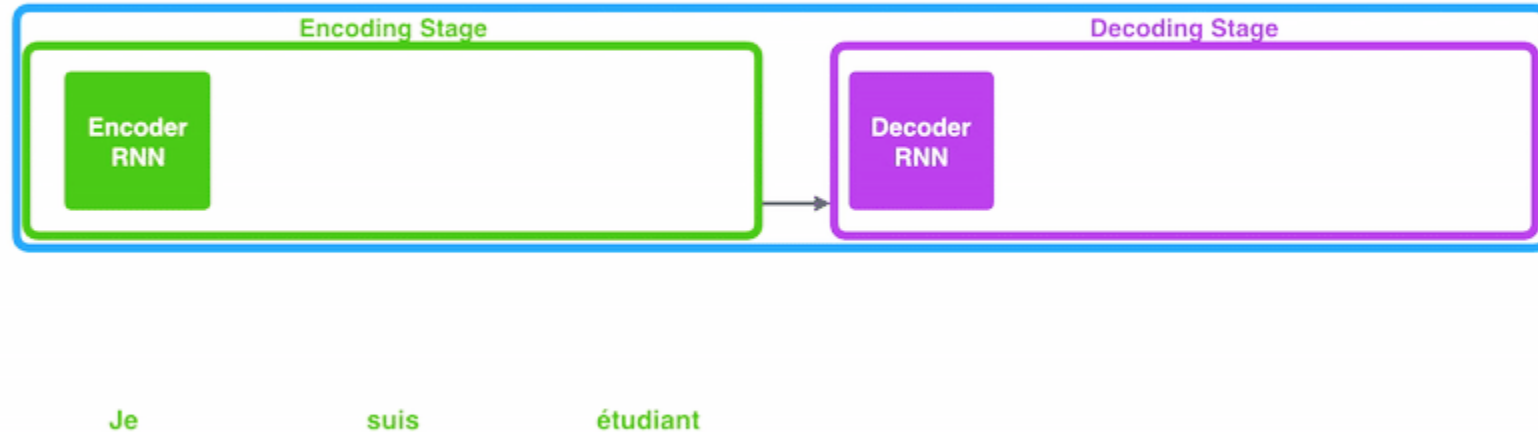 Encoding Stage
Decoding Stage
Encoder
RNN
Decoder
RNN
Je suis étudiant